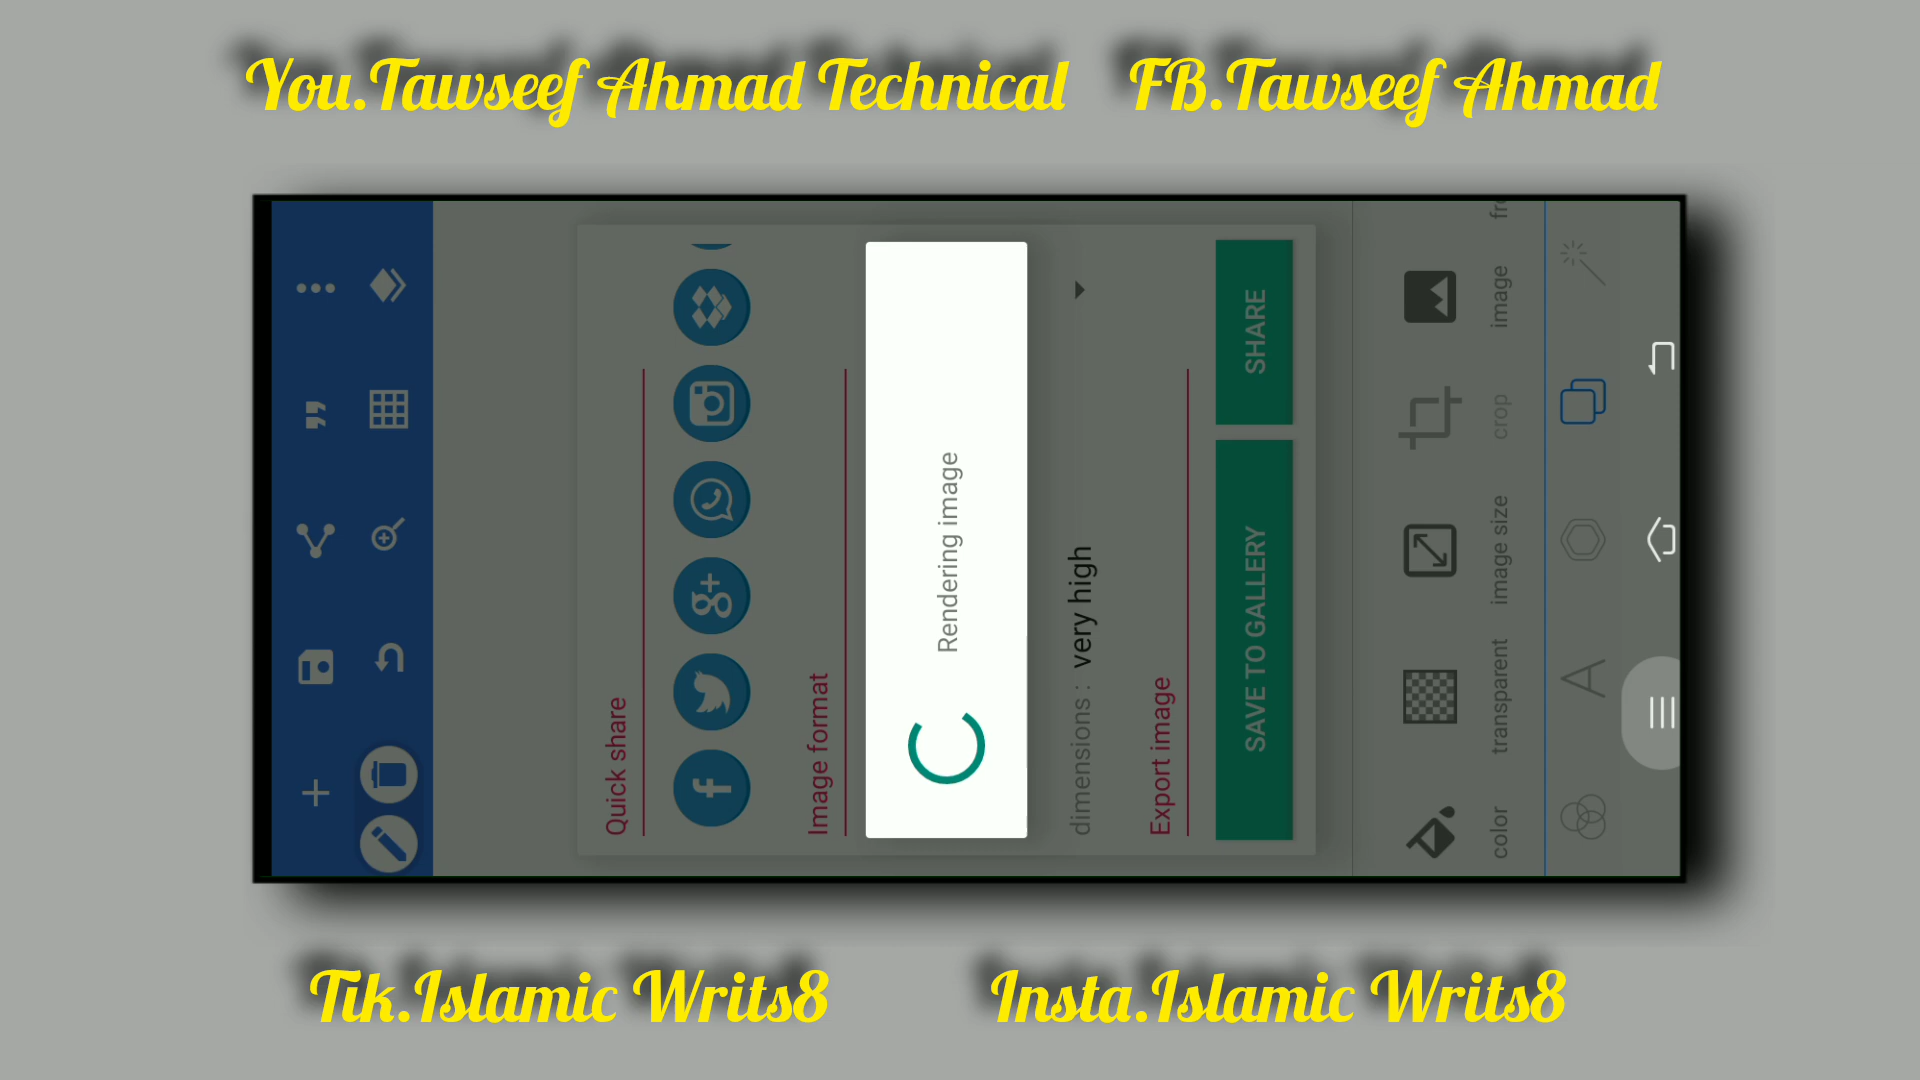 You.Tawseef Ahmad Technical FB.Tawseef Ahmad
Quick share
Image format
Rendering image
dimensions : very high
Export image
SAVE TO GALLERY SHARE
color transparent image size crop image fr
Tik.Islamic Writs8 Insta.Islamic Writs8